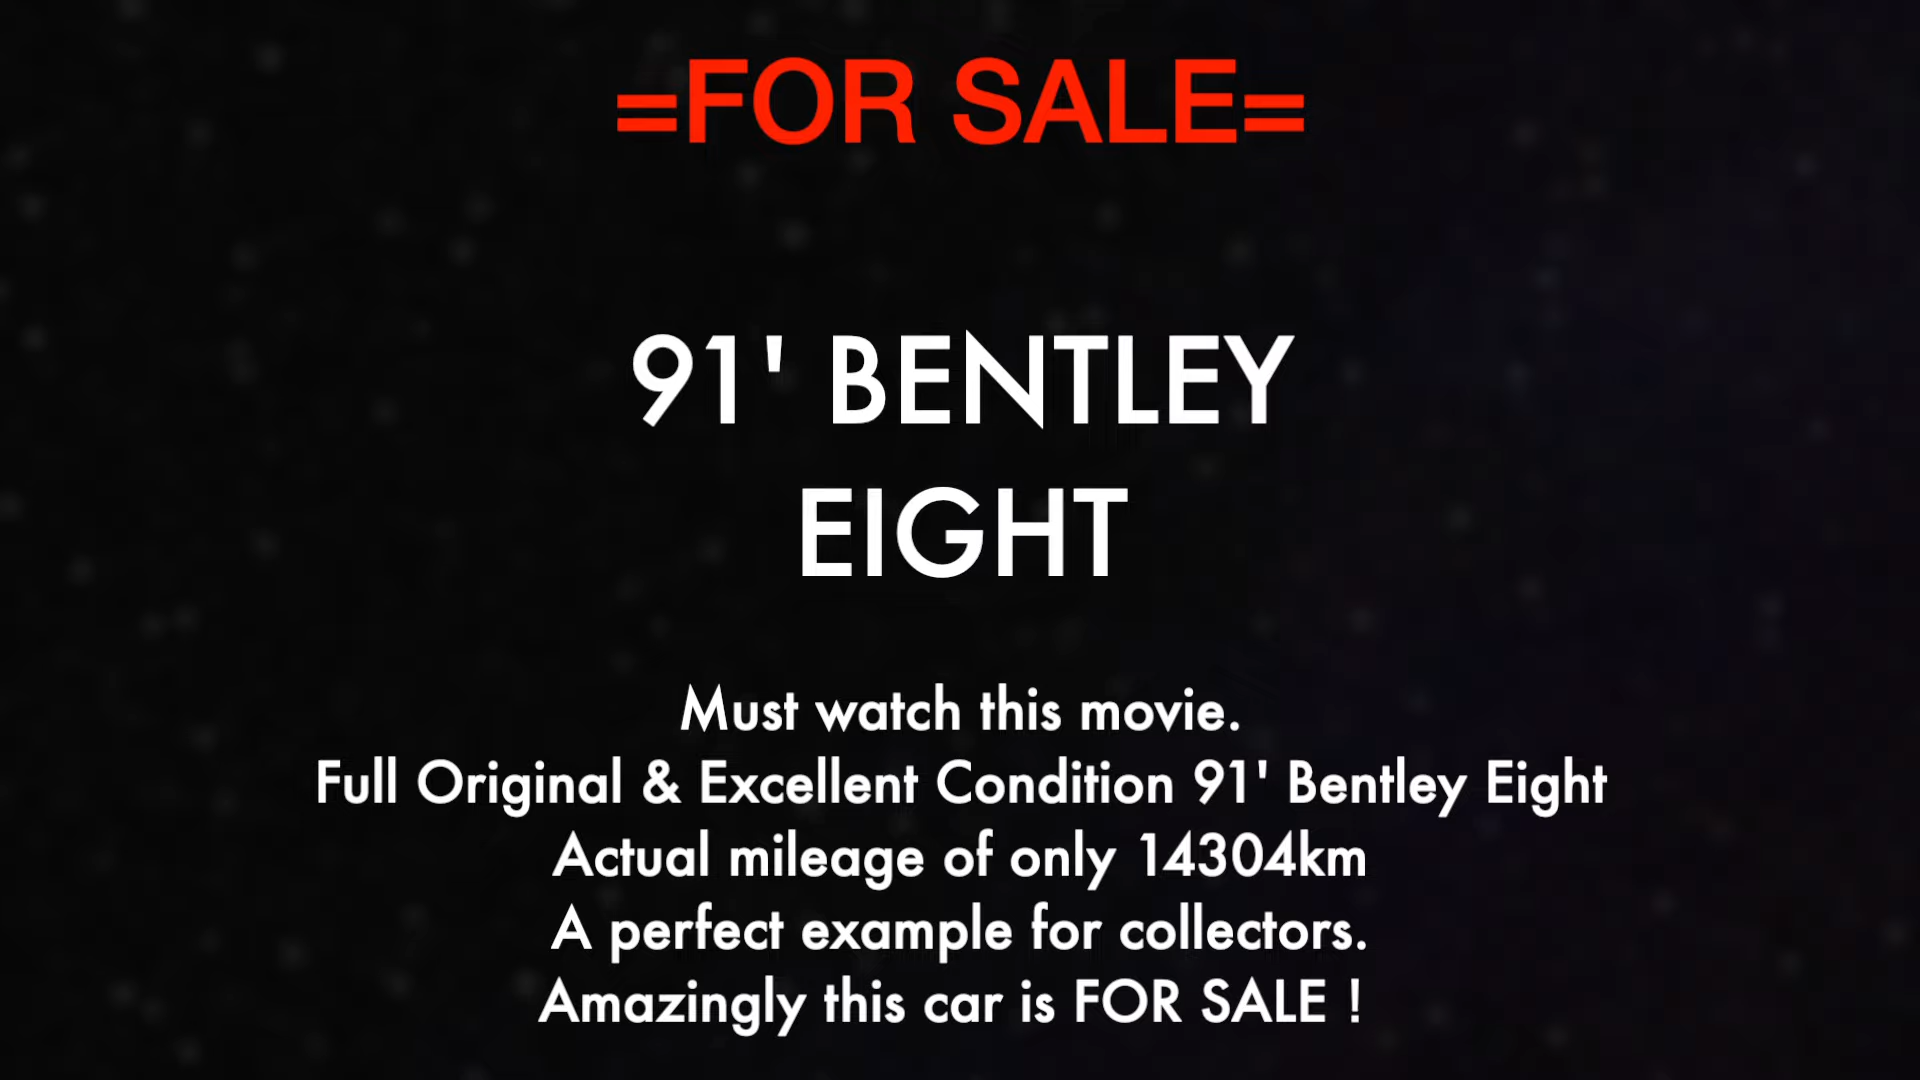 =FOR SALE=
91' BENTLEY
EIGHT
Must watch this movie.
Full Original & Excellent Condition 91' Bentley Eight
Actual mileage of only 14304km
A perfect example for collectors.
Amazingly this car is FOR SALE !